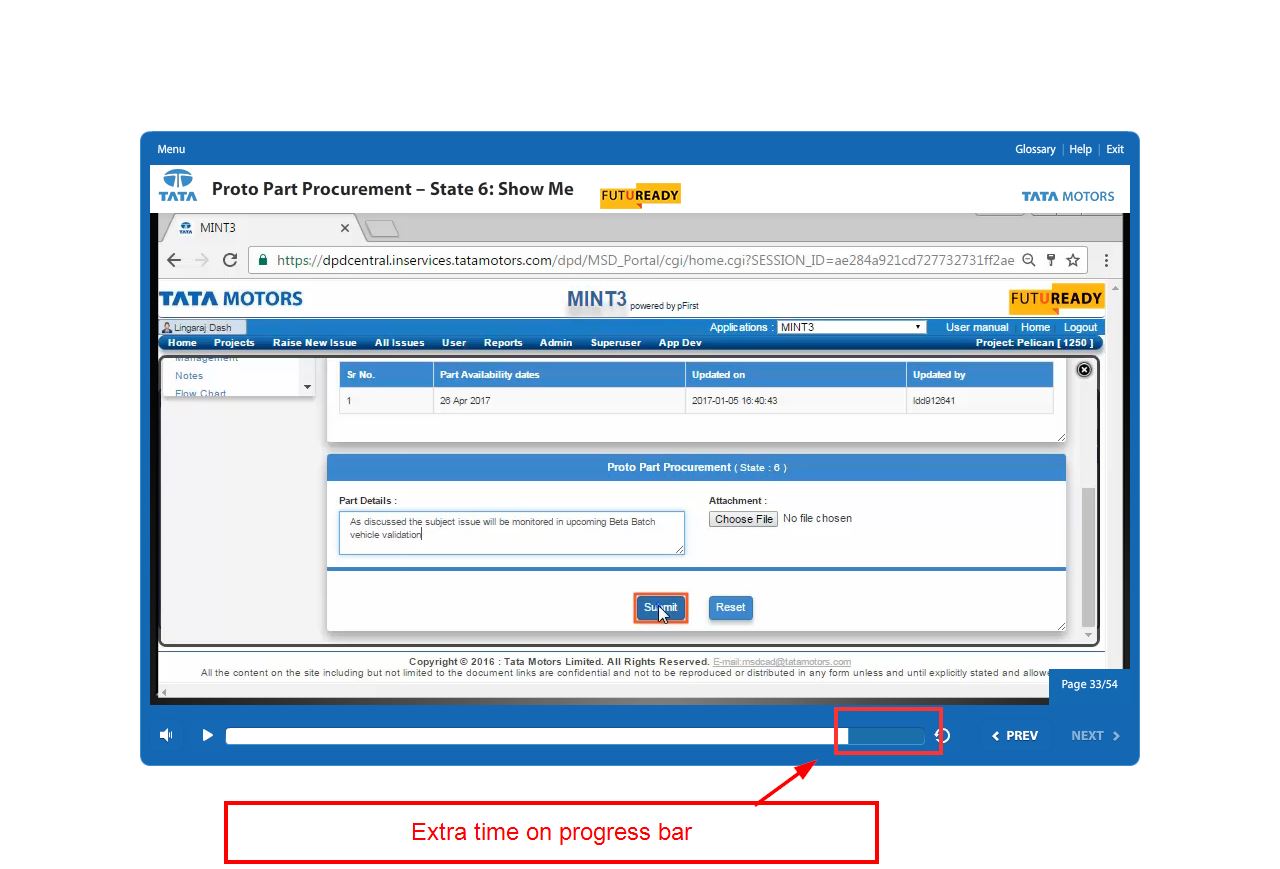 Menu
Glossary | Help | Exit
TATA
Proto Part Procurement – State 6: Show Me
FUTUREADY
TATA MOTORS
MINT3
https://dpdcentral.inservices.tatamotors.com/dpd/MSD_Portal/cgi/home.cgi?SESSION_ID=ae284a921cd727732731ff2ae
TATA MOTORS
MINT3 powered by pFirst
FUTUREADY
Lingaraj Dash
Applications : MINT3
User manual | Home | Logout
Home Projects Raise New Issue All Issues User Reports Admin Superuser App Dev
Project: Pelican [ 1250 ]
Management
Notes
Flow Chart
Sr No. Part Availability dates Updated on Updated by
1 26 Apr 2017 2017-01-05 16:40:43 ldd912641
Proto Part Procurement ( State : 6 )
Part Details :
Attachment :
As discussed the subject issue will be monitored in upcoming Beta Batch
vehicle validation
Choose File No file chosen
Submit Reset
Copyright © 2016 : Tata Motors Limited. All Rights Reserved. E-mail:msdcad@tatamotors.com
All the content on the site including but not limited to the document links are confidential and not to be reproduced or distributed in any form unless and until explicitly stated and allowe
Page 33/54
PREV NEXT
Extra time on progress bar